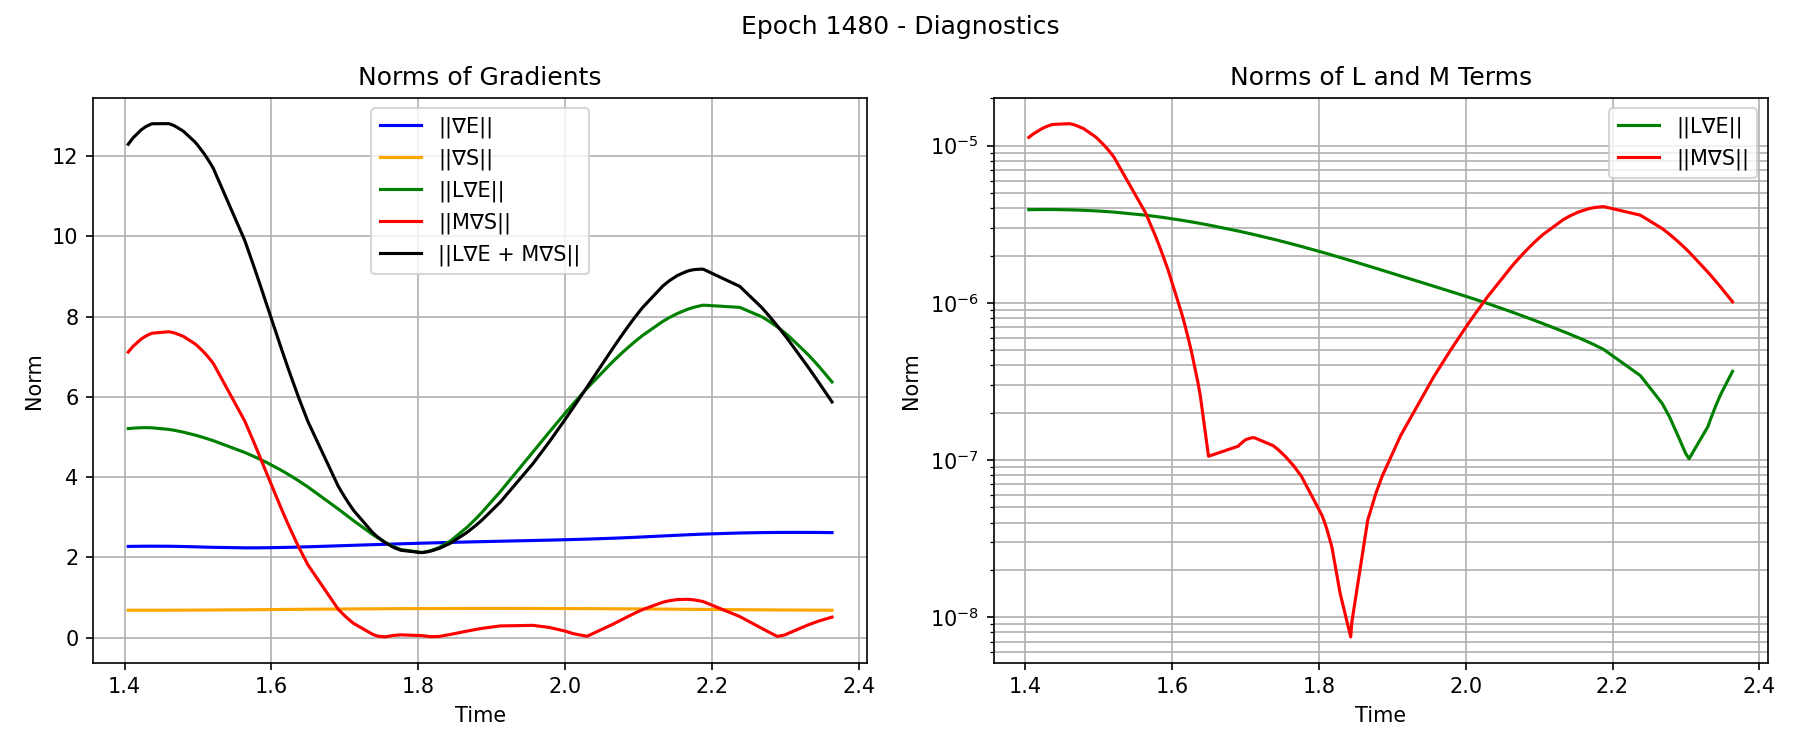 Epoch 1480 - Diagnostics
Norms of Gradients
||∇E||
||∇S||
||L∇E||
||M∇S||
||L∇E + M∇S||
12
10
8
6
4
2
0
Norm
1.4 1.6 1.8 2.0 2.2 2.4
Time
Norms of L and M Terms
||L∇E||
||M∇S||
10⁻⁵
10⁻⁶
10⁻⁷
10⁻⁸
Norm
1.4 1.6 1.8 2.0 2.2 2.4
Time